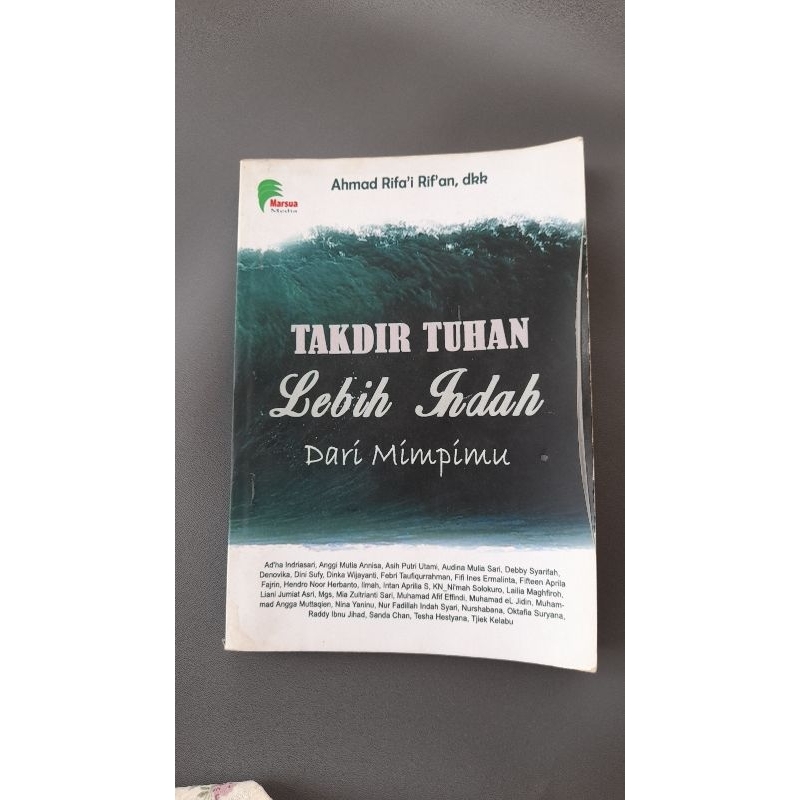 Marsua
Media
Ahmad Rifa'i Rif'an, dkk
TAKDIR TUHAN
Lebih Indah
Dari Mimpimu
Ad'ha Indriasari, Anggi Mutia Annisa, Asih Putri Utami, Audina Mulia Sari, Debby Syarifah,
Denovika, Dini Sufy, Dinka Wijayanti, Febri Taufiqurrahman, Fifi Ines Ermalinta, Fifteen Aprila
Fajrin, Hendro Noor Herbanto, Ilmah, Intan Aprilia S, KN_Ni'mah Solokuro, Lailia Maghfiroh,
Liani Jumiat Asri, Mgs, Mia Zultrianti Sari, Muhamad Afif Effindi, Muhamad el, Jidin, Muham-
mad Angga Muttaqien, Nina Yaninu, Nur Fadillah Indah Syari, Nurshabana, Oktafia Suryana,
Raddy Ibnu Jihad, Sanda Chan, Tesha Hestyana, Tjiek Kelabu